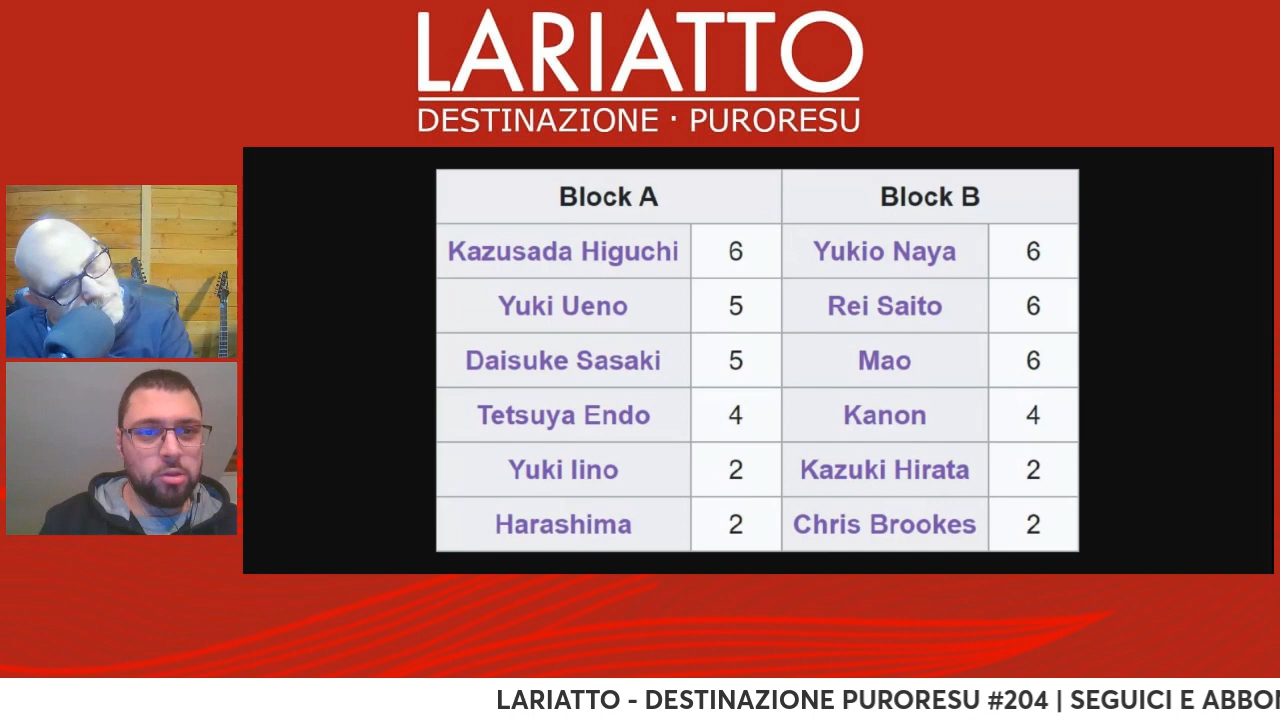 LARIATTO
DESTINAZIONE · PURORESU
Block A Block B
Kazusada Higuchi 6 Yukio Naya 6
Yuki Ueno 5 Rei Saito 6
Daisuke Sasaki 5 Mao 6
Tetsuya Endo 4 Kanon 4
Yuki Iino 2 Kazuki Hirata 2
Harashima 2 Chris Brookes 2
LARIATTO - DESTINAZIONE PURORESU #204 | SEGUICI E ABBO